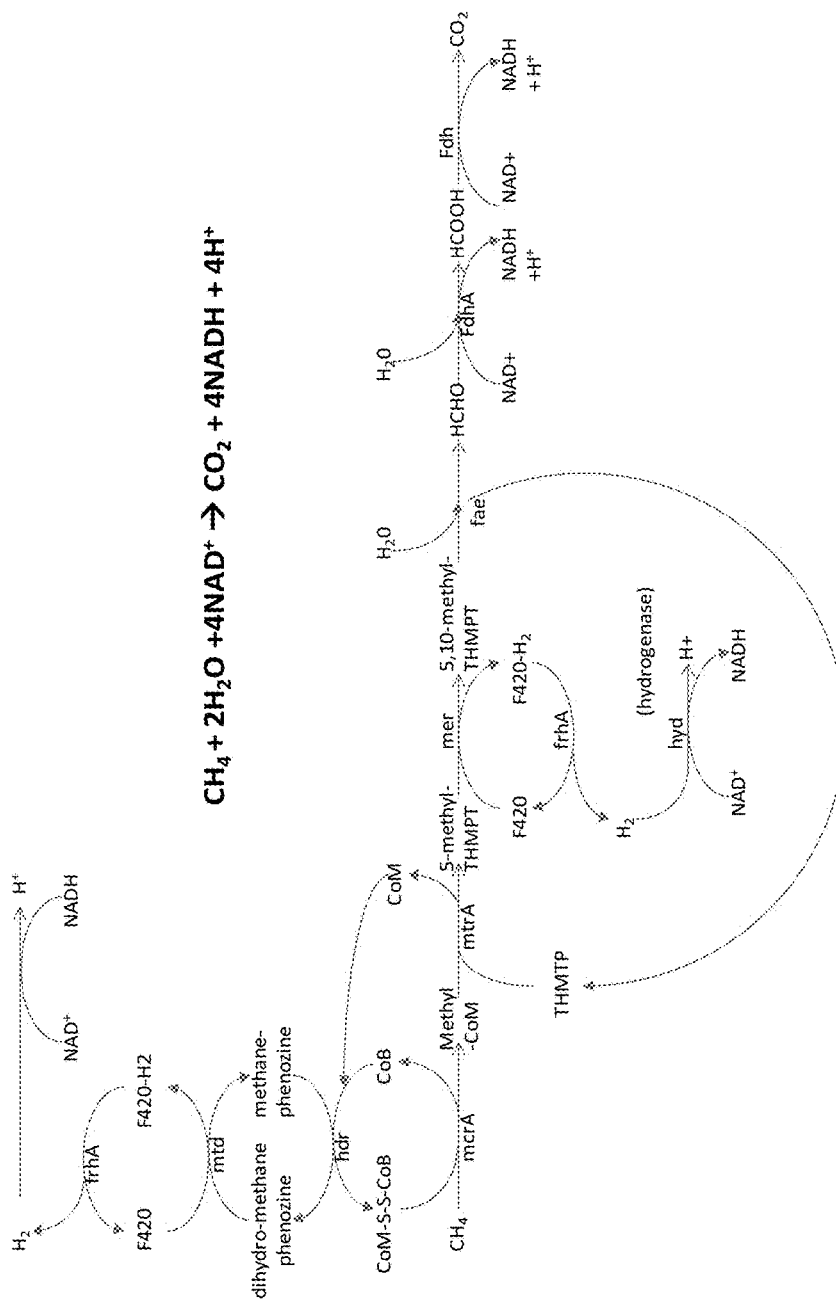 H₂
H⁺
frhA
NAD⁺
NADH
F420
F420-H2
mtd
dihydro-methane
phenozine
methane-
phenozine
hdr
CoM-S-S-CoB
CoB
CoM
CH₄ + 2H₂O +4NAD⁺ → CO₂ + 4NADH + 4H⁺
CH₄
mcrA
Methyl
-CoM
mtrA
5-methyl-
THMPT
mer
5,10-methyl-
THMPT
H₂O
fae
HCHO
H₂O
FdhA
HCOOH
Fdh
CO₂
NAD+
NADH
+H⁺
NAD+
NADH
+ H⁺
THMTP
F420
F420-H₂
frhA
H₂
(hydrogenase)
H+
hyd
NAD⁺
NADH